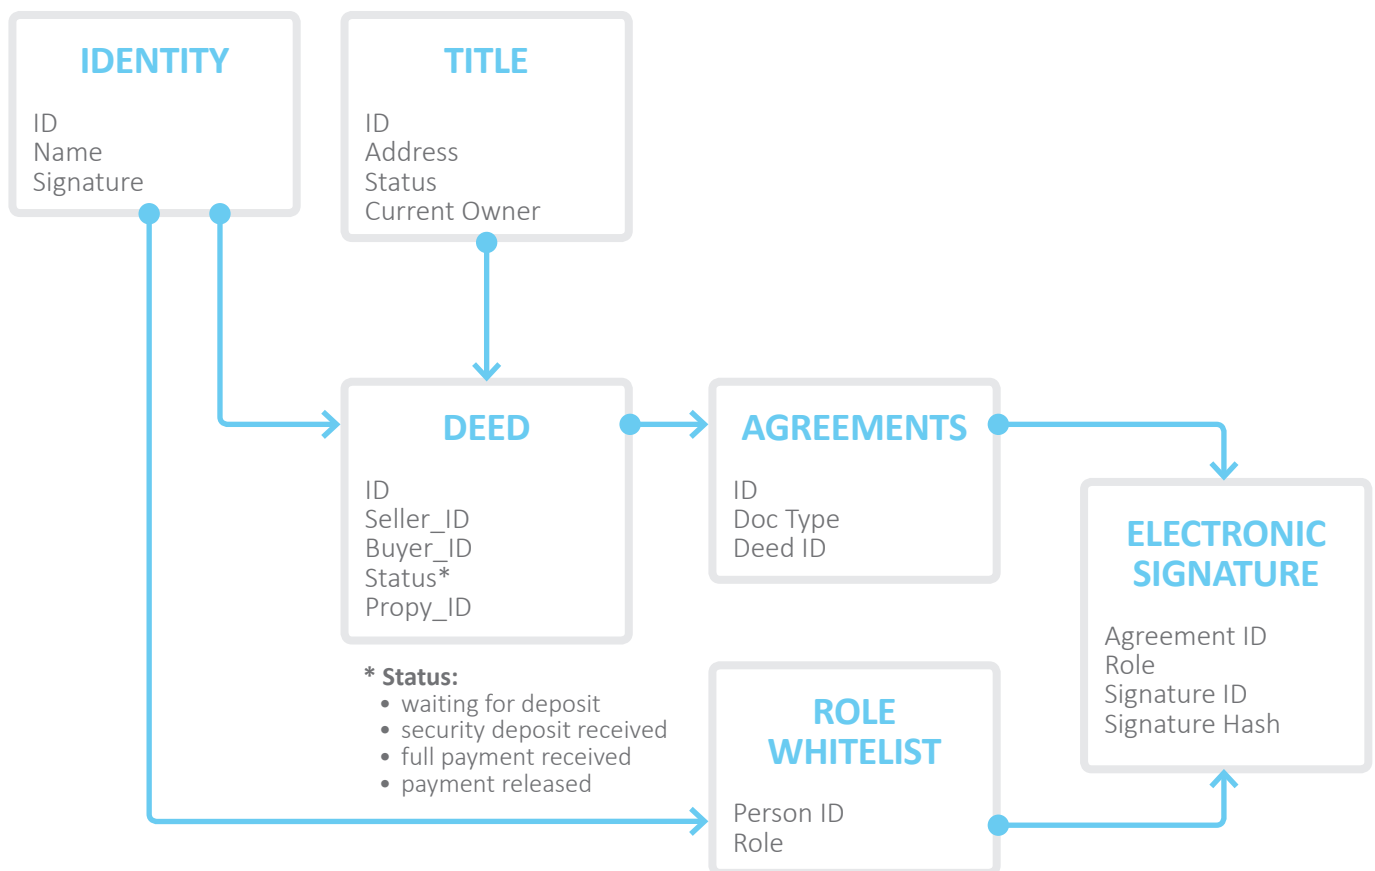 IDENTITY
ID
Name
Signature
TITLE
ID
Address
Status
Current Owner
DEED
ID
Seller_ID
Buyer_ID
Status*
Propy_ID
* Status:
• waiting for deposit
• security deposit received
• full payment received
• payment released
AGREEMENTS
ID
Doc Type
Deed ID
ROLE
WHITELIST
Person ID
Role
ELECTRONIC
SIGNATURE
Agreement ID
Role
Signature ID
Signature Hash